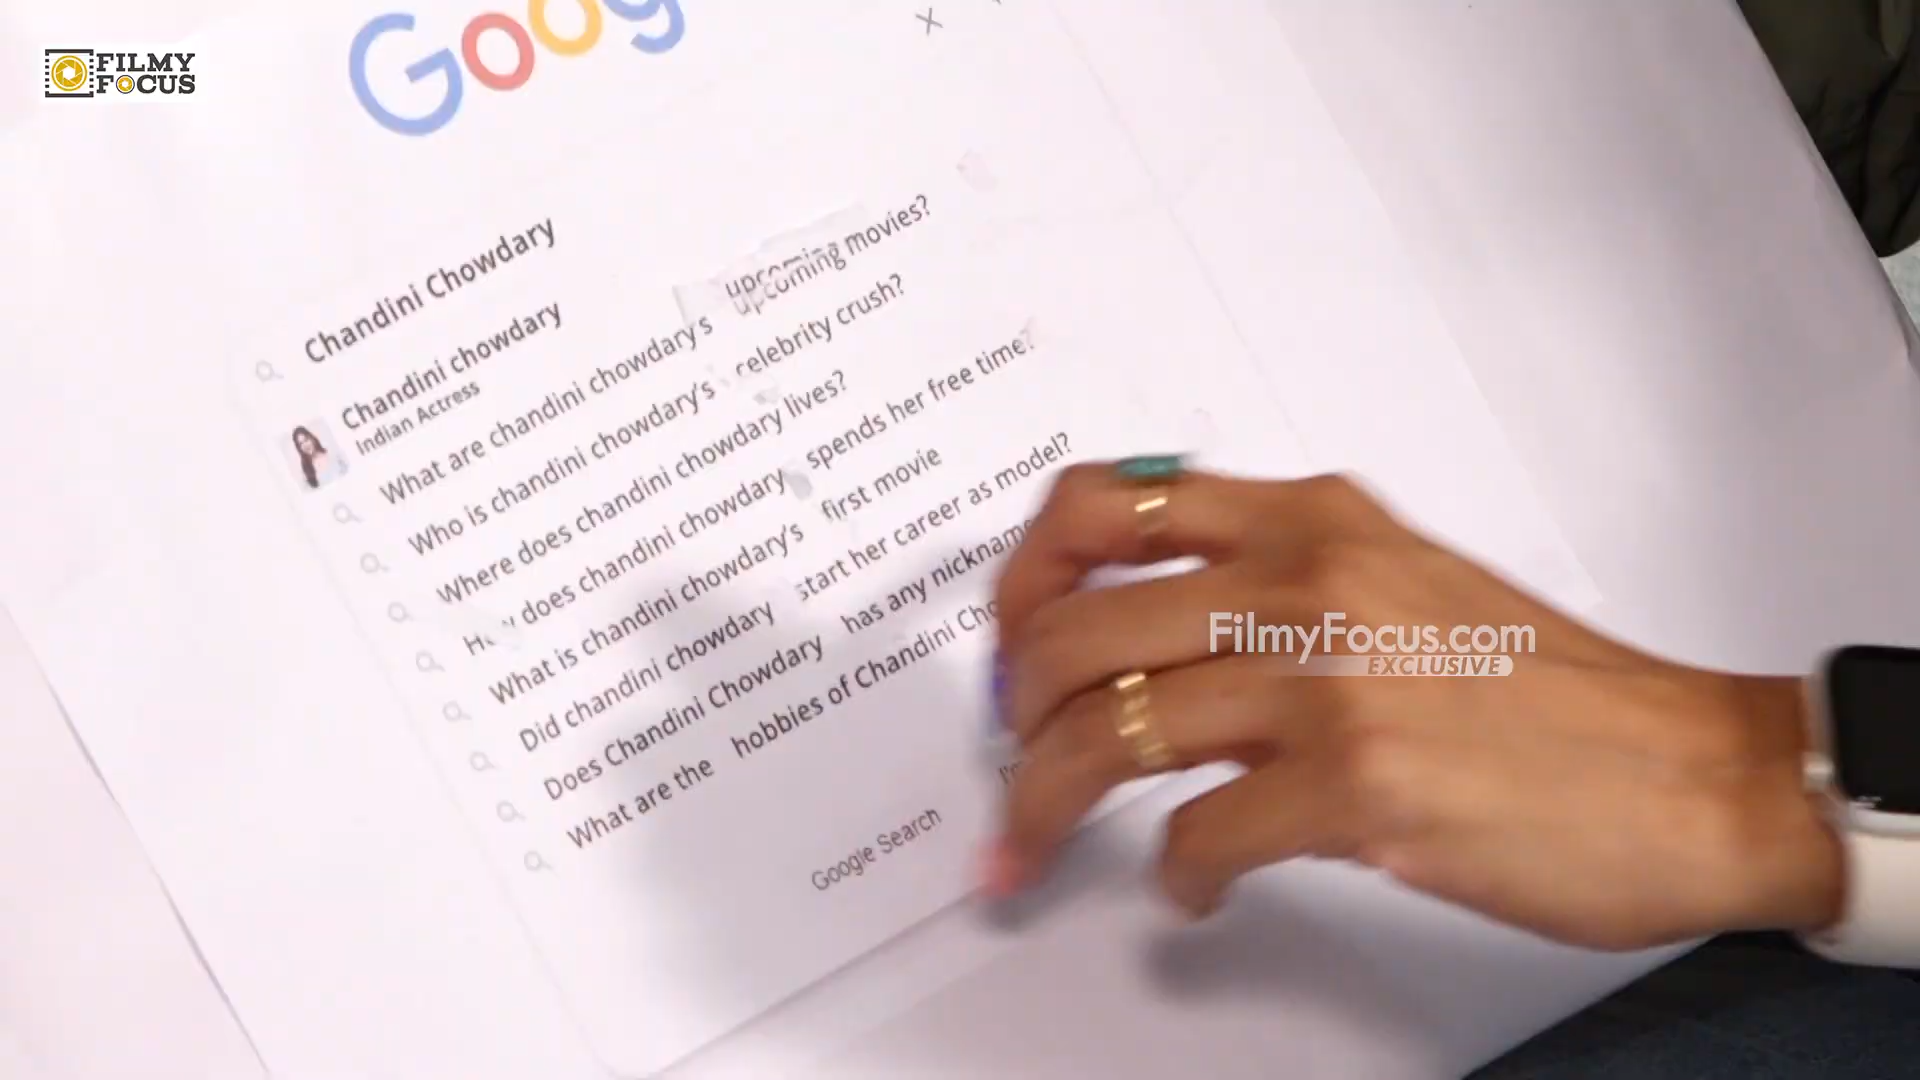 FILMY
FOCUS
Goog
Chandini Chowdary
Chandini chowdary
Indian Actress
What are chandini chowdary's upcoming movies?
Who is chandini chowdary's celebrity crush?
Where does chandini chowdary lives?
How does chandini chowdary spends her free time?
What is chandini chowdary's first movie
Did chandini chowdary start her career as model?
Does Chandini Chowdary has any nickname
What are the hobbies of Chandini Cho
Google Search
I'm
FilmyFocus.com
EXCLUSIVE